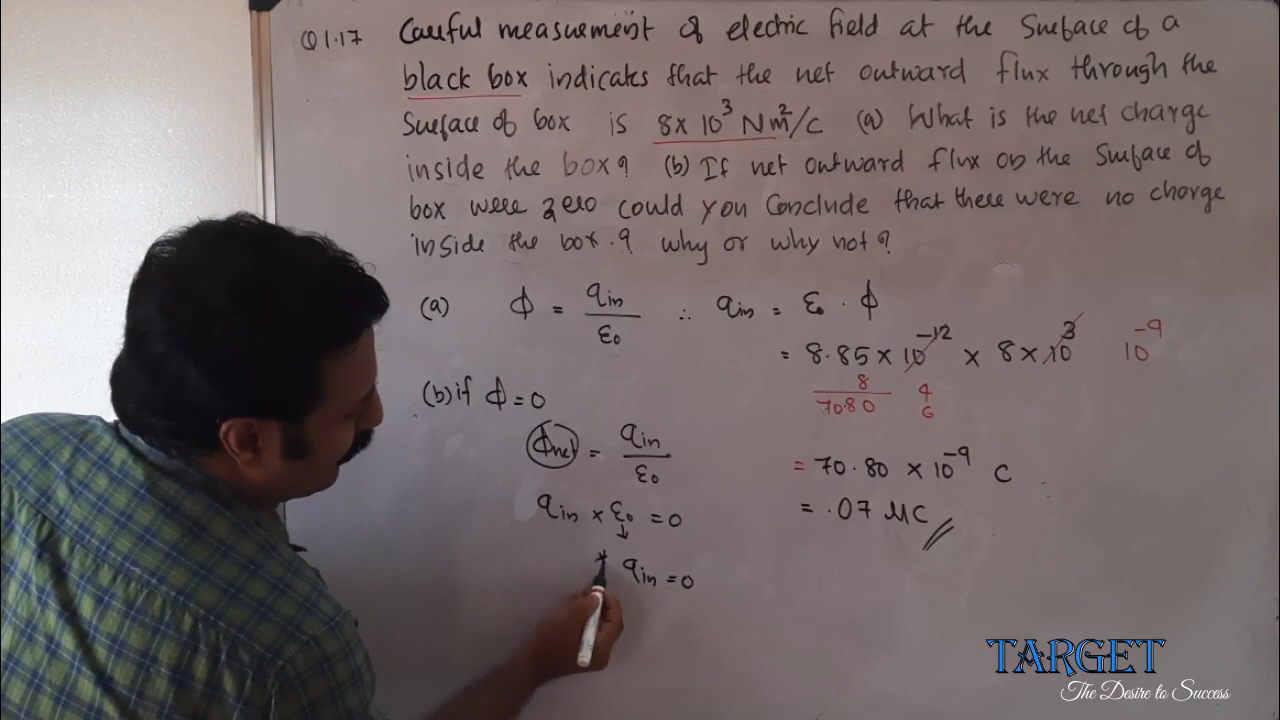 Q 1.17 Careful measurement of electric field at the surface of a
black box indicates that the net outward flux through the
surface of box is 8 x 10³ Nm²/C (a) What is the net charge
inside the box? (b) If net outward flux on the surface of
box were zero could you conclude that there were no charge
inside the box.? why or why not?
(a) ϕ = qin/ε₀ ∴ qin = ε₀ . ϕ
= 8.85 x 10⁻¹² x 8 x 10³ 10⁻⁹
8 4
70.80 6
(b) if ϕ = 0
ϕnet = qin/ε₀
= 70.80 x 10⁻⁹ C
qin x ε₀ = 0
= .07 μC //
* qin = 0
TARGET
The Desire to Success